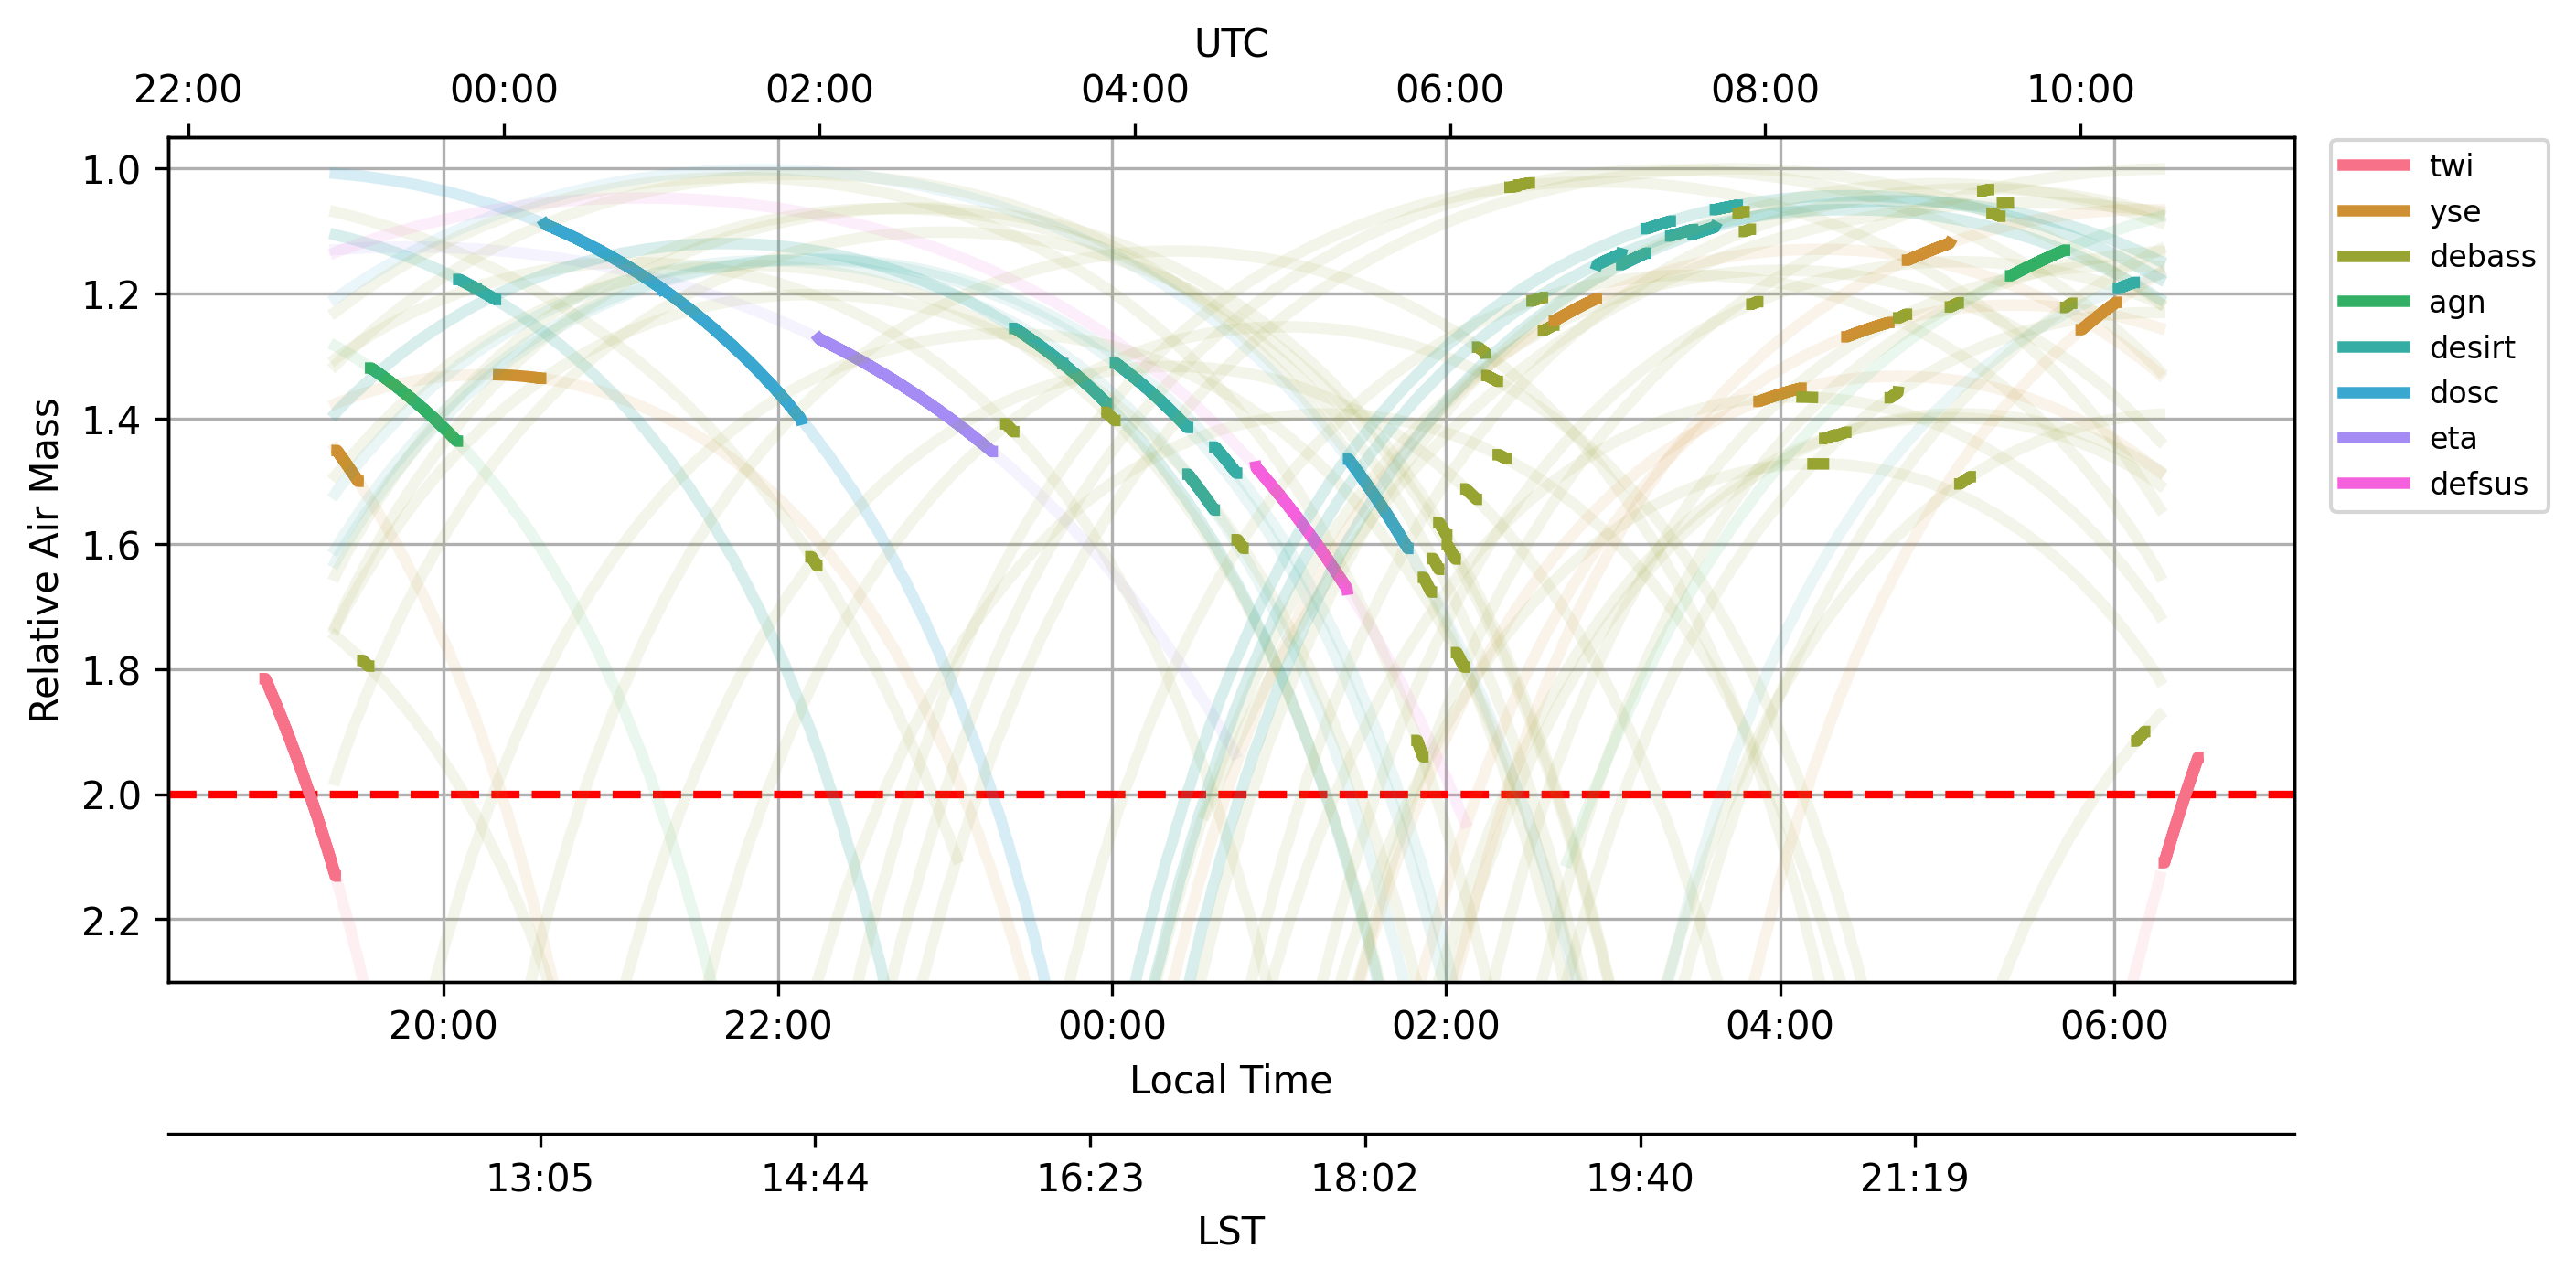 UTC
22:00 00:00 02:00 04:00 06:00 08:00 10:00
1.0
1.2
1.4
1.6
1.8
2.0
2.2
Relative Air Mass
twi
yse
debass
agn
desirt
dosc
eta
defsus
20:00 22:00 00:00 02:00 04:00 06:00
Local Time
13:05 14:44 16:23 18:02 19:40 21:19
LST